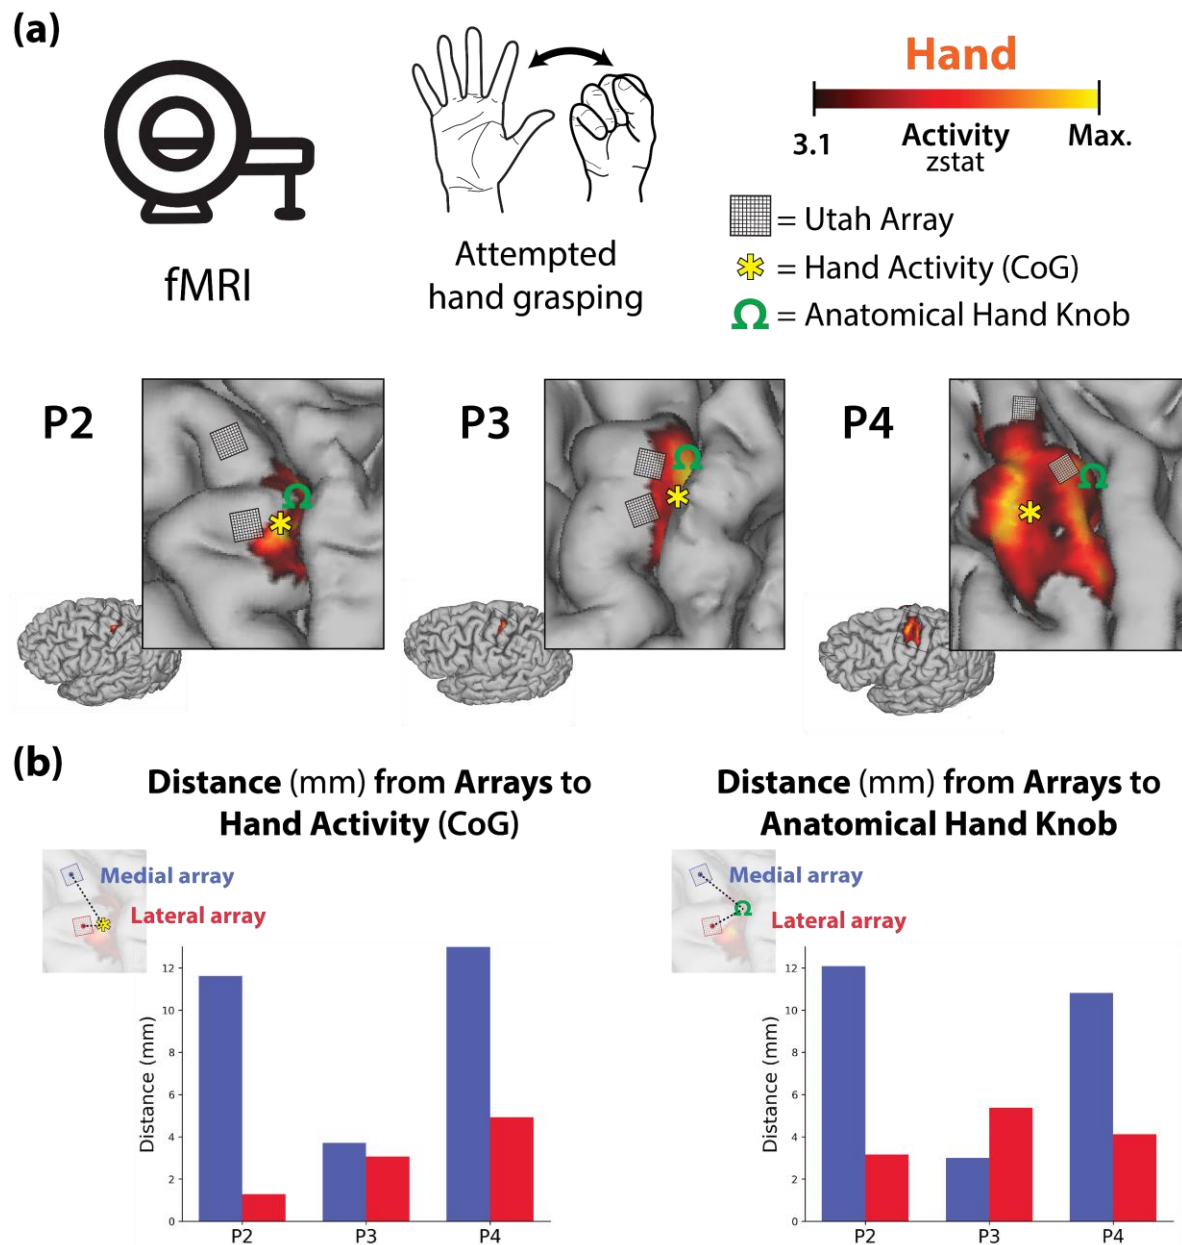 (a)
fMRI
Attempted
hand grasping
Hand
3.1 Activity Max.
zstat
= Utah Array
= Hand Activity (CoG)
Ω = Anatomical Hand Knob
P2
Ω
P3
Ω
P4
Ω
(b)
Distance (mm) from Arrays to
Hand Activity (CoG)
Medial array
Lateral array
Distance (mm)
12
10
8
6
4
2
0
P2 P3 P4
Distance (mm) from Arrays to
Anatomical Hand Knob
Medial array
Ω
Lateral array
Distance (mm)
12
10
8
6
4
2
0
P2 P3 P4